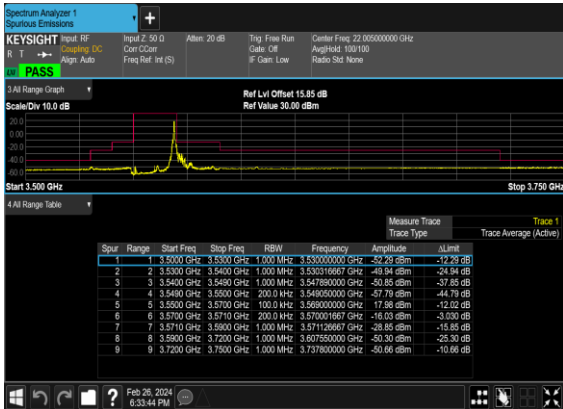 Spectrum Analyzer 1
Spurious Emissions
+
KEYSIGHT Input: RF Input Z: 50 Ω Atten: 20 dB Trig: Free Run Center Freq: 22.005000000 GHz
R T Coupling: DC Corr CCorr Gate: Off Avg|Hold: 100/100
Align: Auto Freq Ref: Int (S) IF Gain: Low Radio Std: None
PASS
3 All Range Graph
Ref Lvl Offset 15.85 dB
Scale/Div 10.0 dB Ref Value 30.00 dBm
20.0
0.00
-20.0
-40.0
-60.0
Start 3.500 GHz Stop 3.750 GHz
4 All Range Table
Measure Trace Trace 1
Trace Type Trace Average (Active)
Spur Range Start Freq Stop Freq RBW Frequency Amplitude ΔLimit
1 1 3.5000 GHz 3.5300 GHz 1.000 MHz 3.530000000 GHz -52.29 dBm -12.29 dB
2 2 3.5300 GHz 3.5400 GHz 1.000 MHz 3.530316667 GHz -49.94 dBm -24.94 dB
3 3 3.5400 GHz 3.5490 GHz 1.000 MHz 3.547890000 GHz -50.85 dBm -37.85 dB
4 4 3.5490 GHz 3.5500 GHz 200.0 kHz 3.549050000 GHz -57.79 dBm -44.79 dB
5 5 3.5500 GHz 3.5700 GHz 100.0 kHz 3.569000000 GHz 17.98 dBm -12.02 dB
6 6 3.5700 GHz 3.5710 GHz 200.0 kHz 3.570001667 GHz -16.03 dBm -3.030 dB
7 7 3.5710 GHz 3.5900 GHz 1.000 MHz 3.571126667 GHz -28.85 dBm -15.85 dB
8 8 3.5900 GHz 3.7200 GHz 1.000 MHz 3.607550000 GHz -50.30 dBm -25.30 dB
9 9 3.7200 GHz 3.7500 GHz 1.000 MHz 3.737800000 GHz -50.66 dBm -10.66 dB
?
Feb 26, 2024
6:33:44 PM